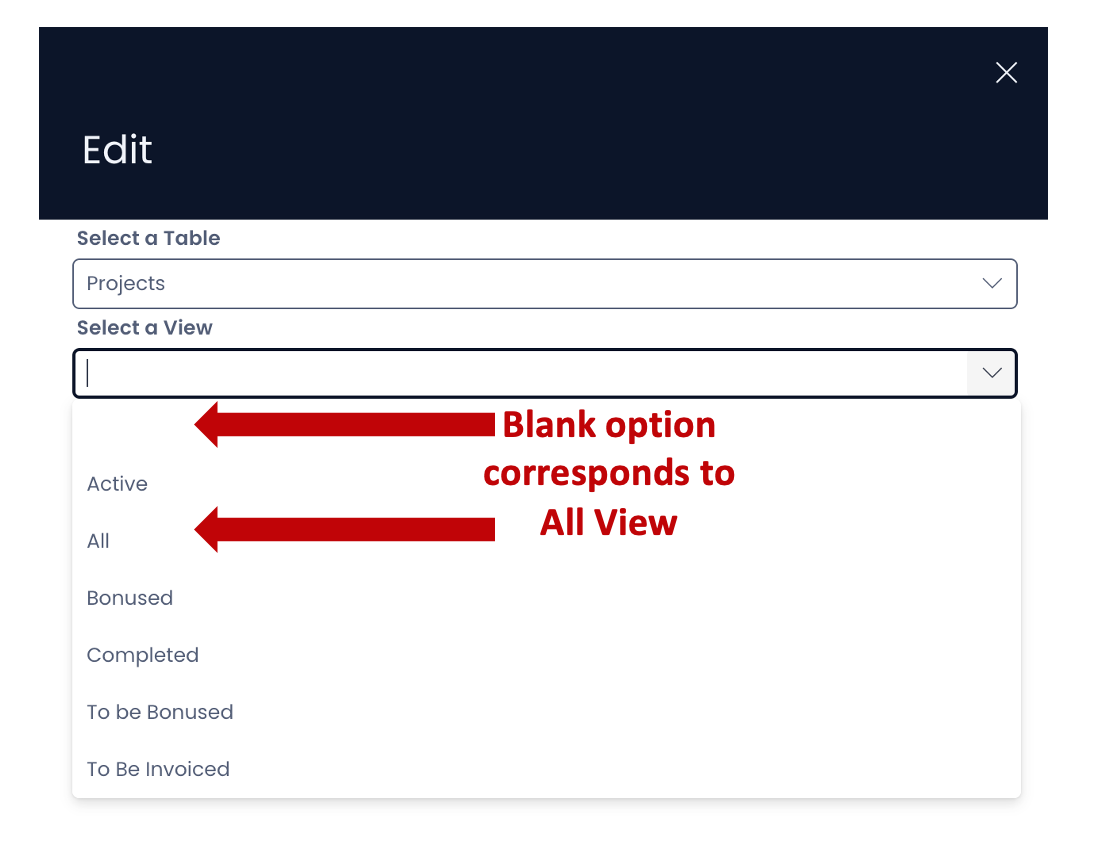 Edit
Select a Table
Projects
Select a View
Blank option
corresponds to
All View
Active
All
Bonused
Completed
To be Bonused
To Be Invoiced